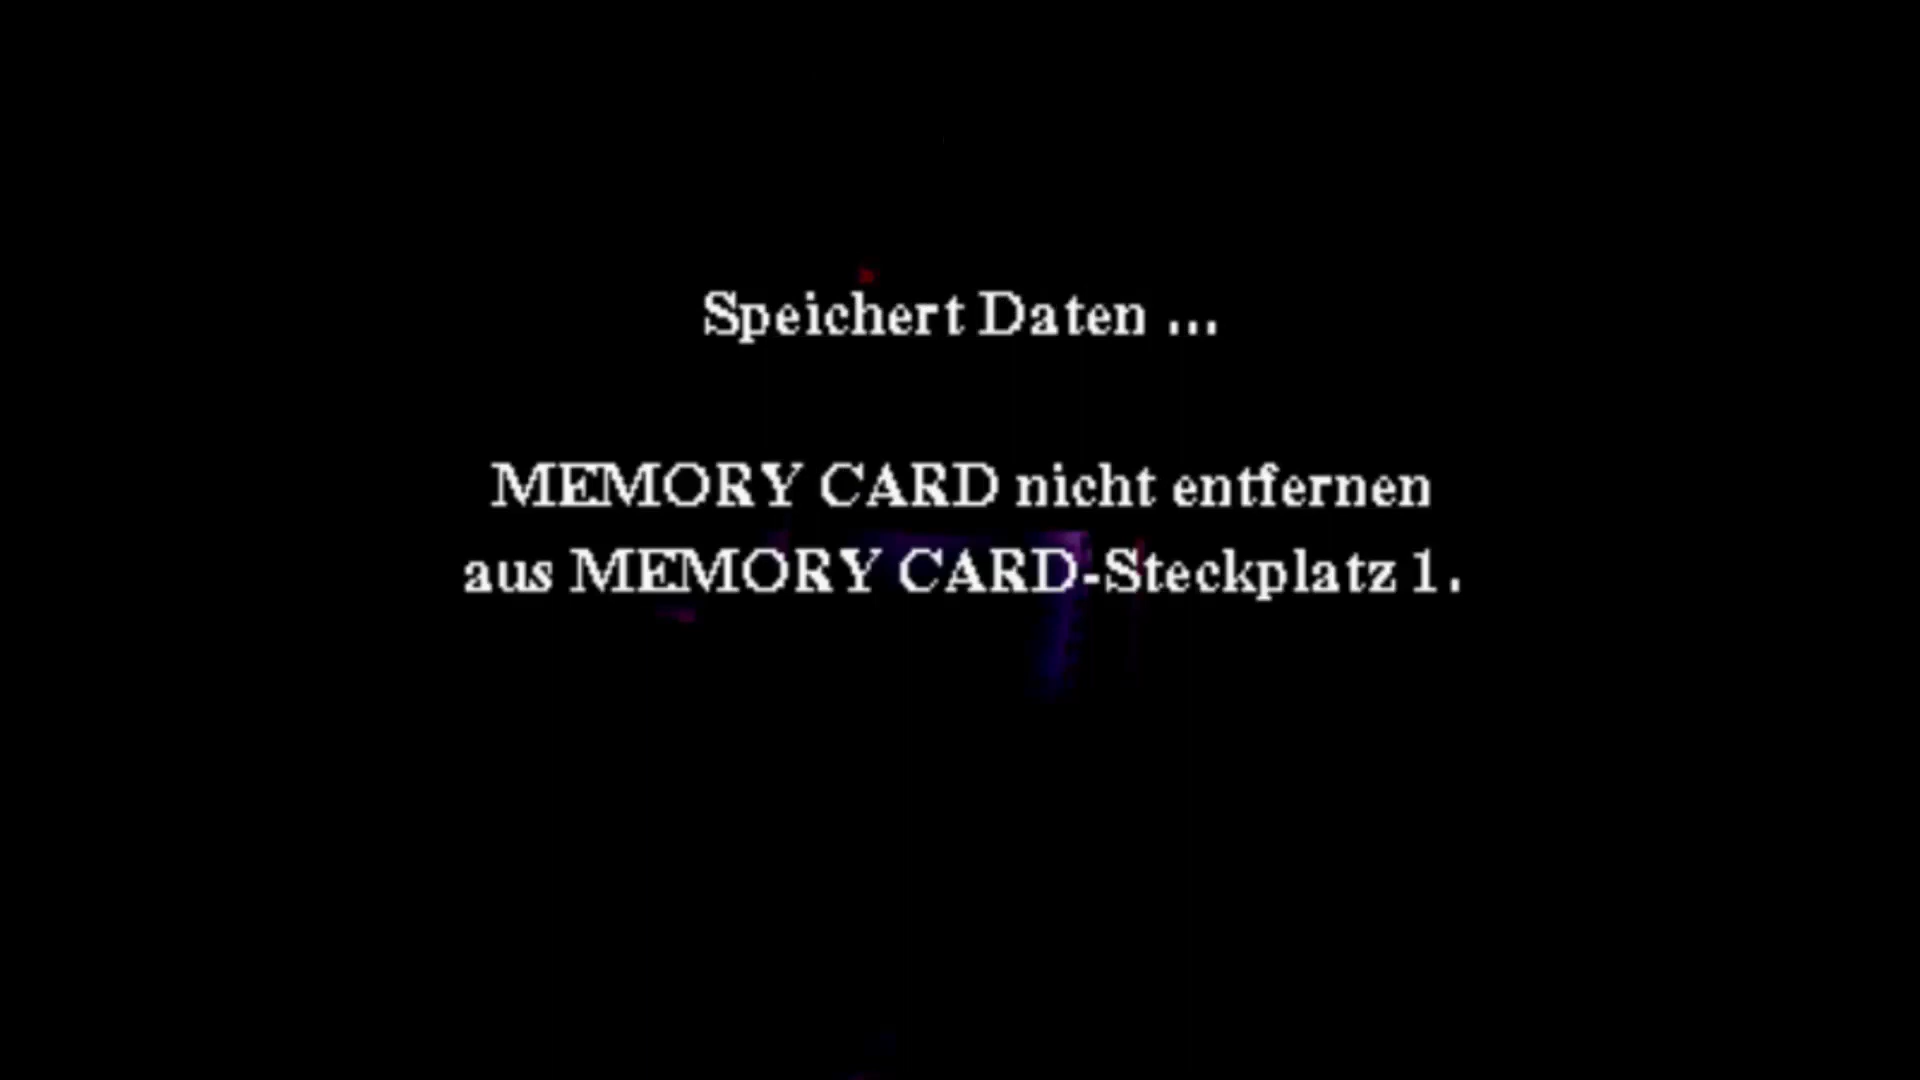 Speichert Daten ...
MEMORY CARD nicht entfernen
aus MEMORY CARD-Steckplatz 1.